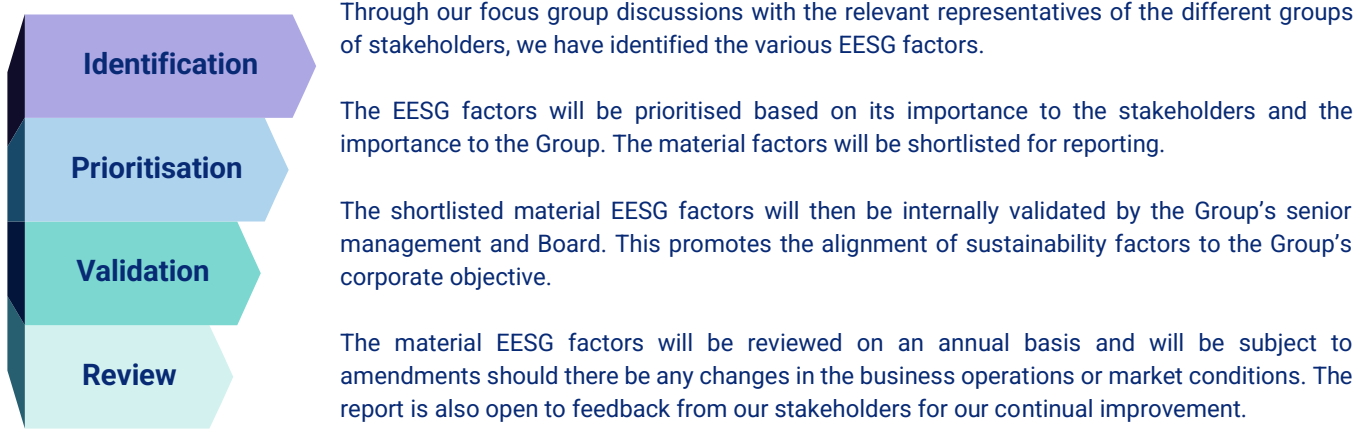 Identification
Through our focus group discussions with the relevant representatives of the different groups
of stakeholders, we have identified the various EESG factors.
Prioritisation
The EESG factors will be prioritised based on its importance to the stakeholders and the
importance to the Group. The material factors will be shortlisted for reporting.
Validation
The shortlisted material EESG factors will then be internally validated by the Group's senior
management and Board. This promotes the alignment of sustainability factors to the Group's
corporate objective.
Review
The material EESG factors will be reviewed on an annual basis and will be subject to
amendments should there be any changes in the business operations or market conditions. The
report is also open to feedback from our stakeholders for our continual improvement.